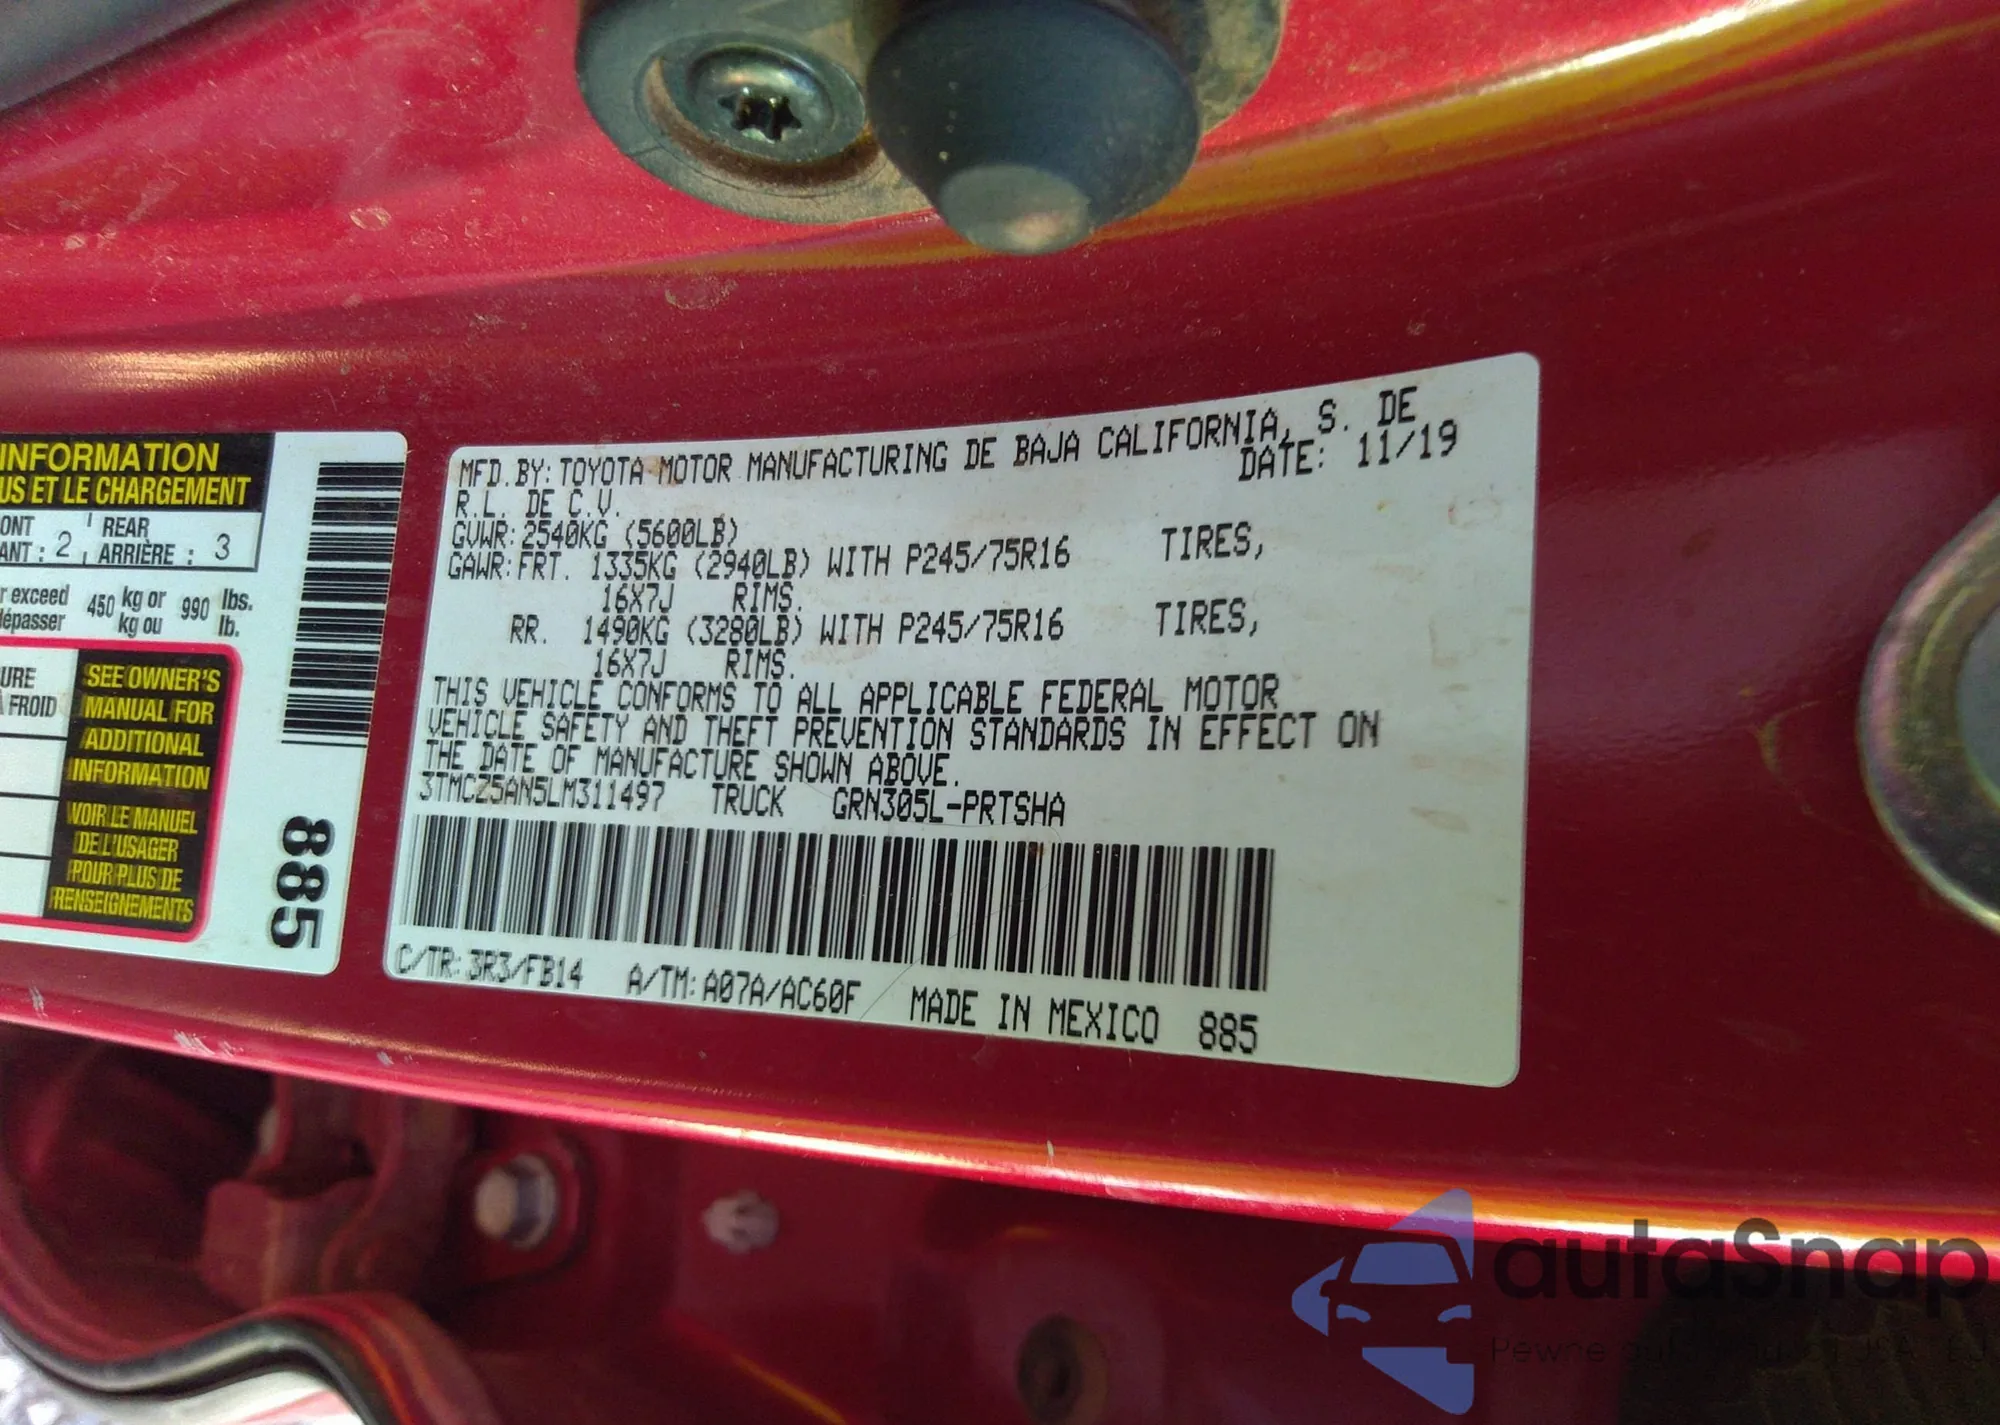 INFORMATION
US ET LE CHARGEMENT
ONT 2 REAR 3
ANT : ARRIÈRE :
r exceed 450 kg or 990 lbs.
dépasser kg ou lb.
URE
À FROID
SEE OWNER'S
MANUAL FOR
ADDITIONAL
INFORMATION
VOIR LE MANUEL
DE L'USAGER
POUR PLUS DE
RENSEIGNEMENTS
885
MFD. BY: TOYOTA MOTOR MANUFACTURING DE BAJA CALIFORNIA, S. DE
R.L. DE C.V. DATE: 11/19
GVWR: 2540KG (5600LB)
GAWR: FRT. 1335KG (2940LB) WITH P245/75R16 TIRES,
16X7J RIMS.
RR. 1490KG (3280LB) WITH P245/75R16 TIRES,
16X7J RIMS.
THIS VEHICLE CONFORMS TO ALL APPLICABLE FEDERAL MOTOR
VEHICLE SAFETY AND THEFT PREVENTION STANDARDS IN EFFECT ON
THE DATE OF MANUFACTURE SHOWN ABOVE.
3TMCZ5AN5LM311497 TRUCK GRN305L-PRTSHA
C/TR: 3R3/FB14 A/TM: A07A/AC60F MADE IN MEXICO 885
autaSnap
Pewne